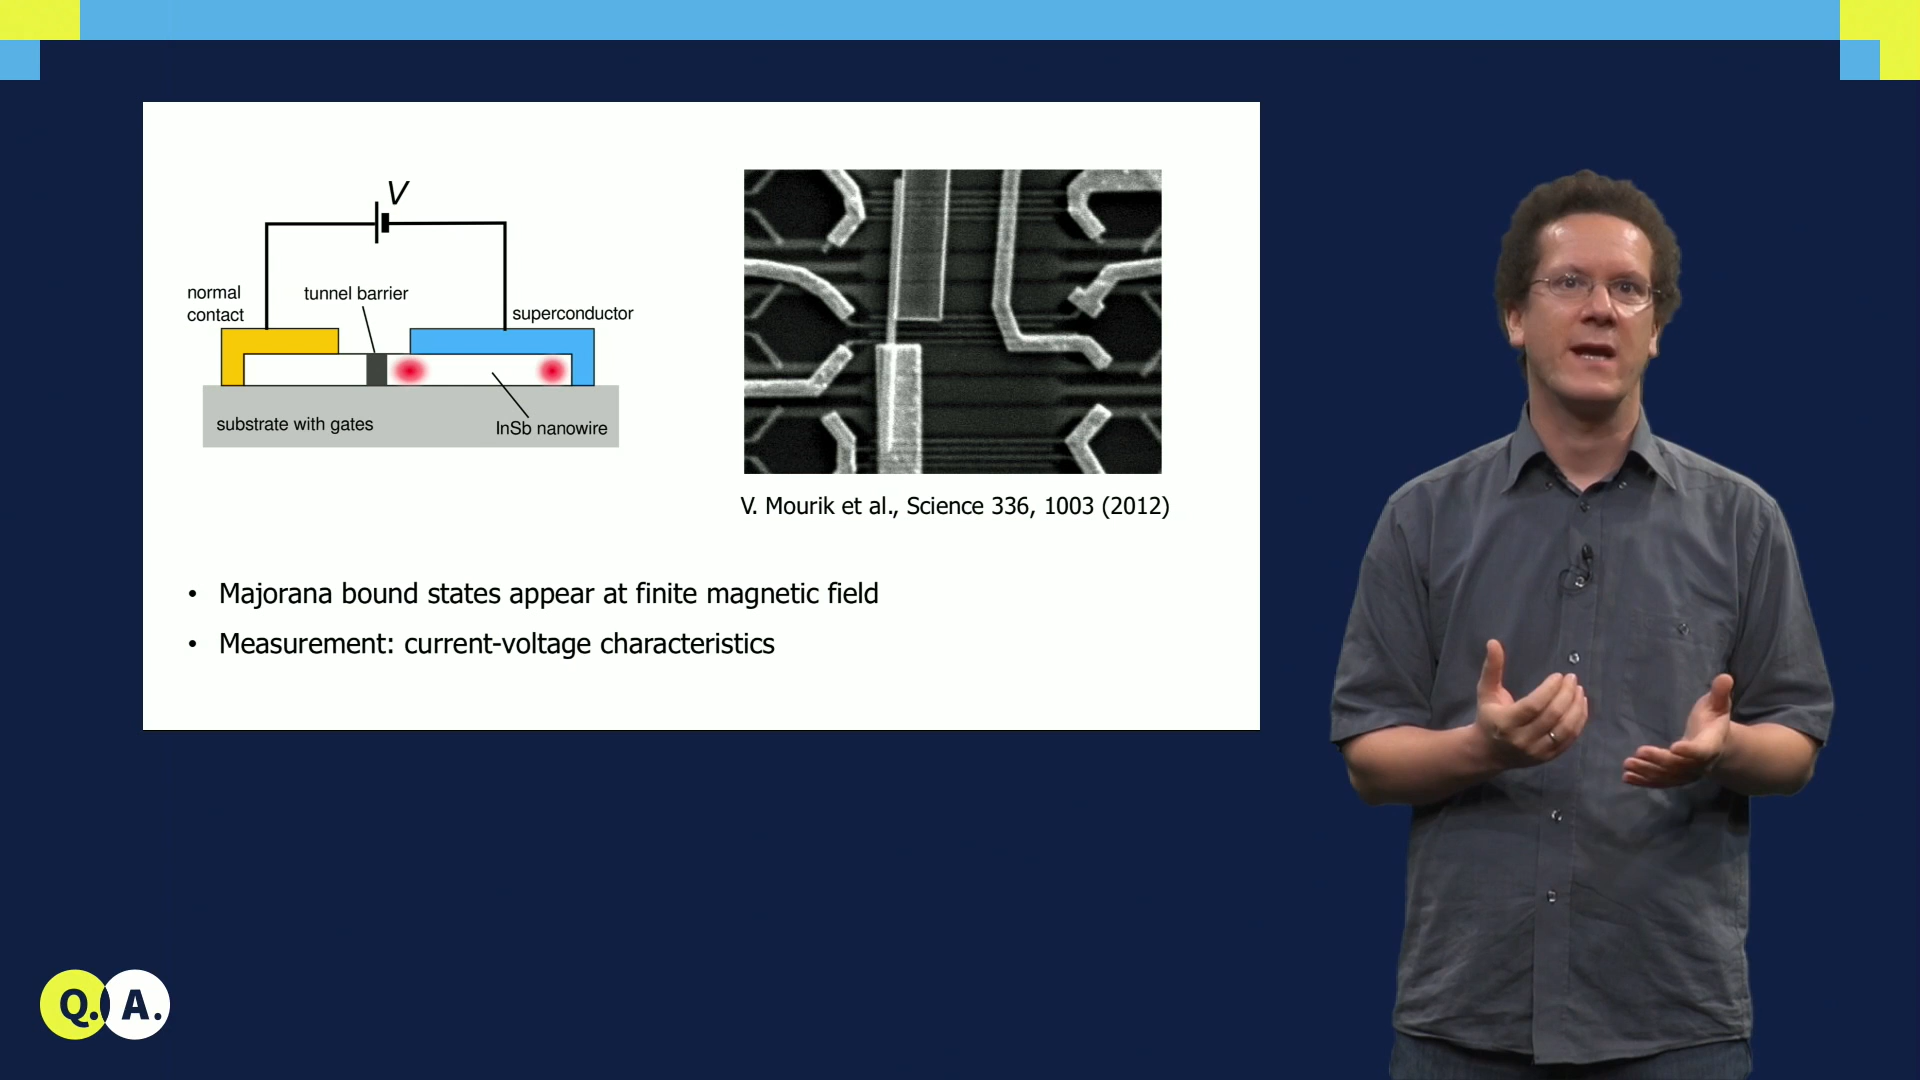 V
normal
contact
tunnel barrier
superconductor
substrate with gates
InSb nanowire
V. Mourik et al., Science 336, 1003 (2012)
• Majorana bound states appear at finite magnetic field
• Measurement: current-voltage characteristics
Q. A.